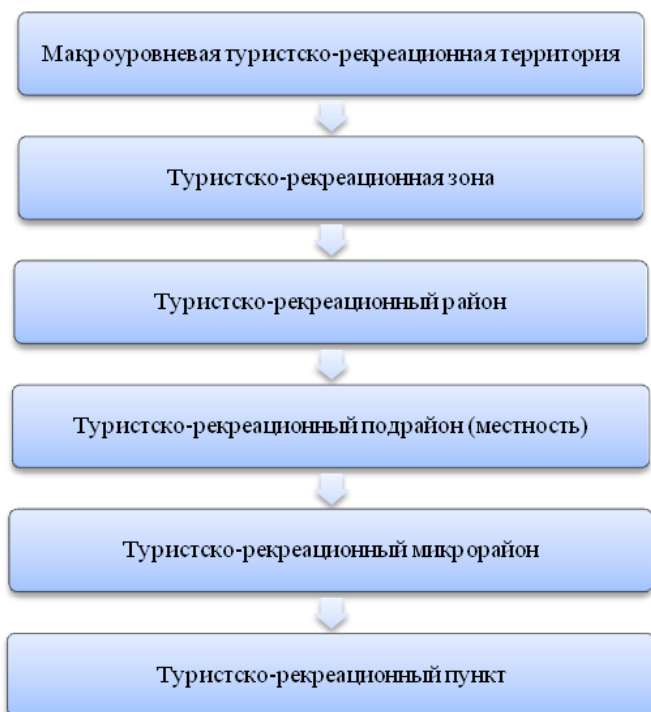 Макроуровневая туристско-рекреационная территория
Туристско-рекреационная зона
Туристско-рекреационный район
Туристско-рекреационный подрайон (местность)
Туристско-рекреационный микрорайон
Туристско-рекреационный пункт